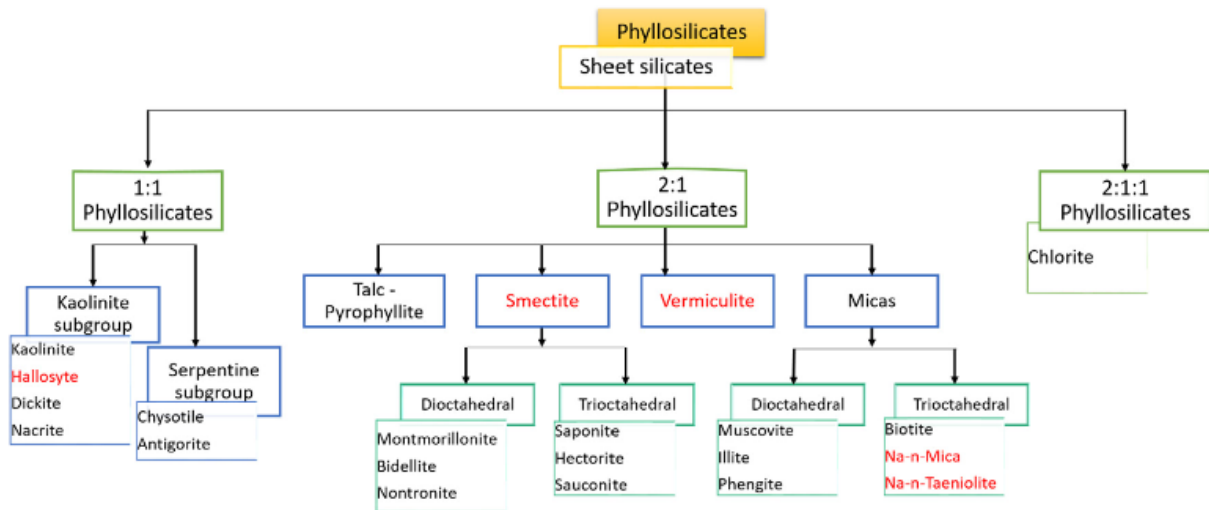 Phyllosilicates
Sheet silicates
1:1
Phyllosilicates
2:1
Phyllosilicates
2:1:1
Phyllosilicates
Chlorite
Kaolinite
subgroup
Kaolinite
Hallosyte
Dickite
Nacrite
Serpentine
subgroup
Chysotile
Antigorite
Talc -
Pyrophyllite
Smectite
Vermiculite
Micas
Dioctahedral
Montmorillonite
Bidellite
Nontronite
Trioctahedral
Saponite
Hectorite
Sauconite
Dioctahedral
Muscovite
Illite
Phengite
Trioctahedral
Biotite
Na-n-Mica
Na-n-Taeniolite